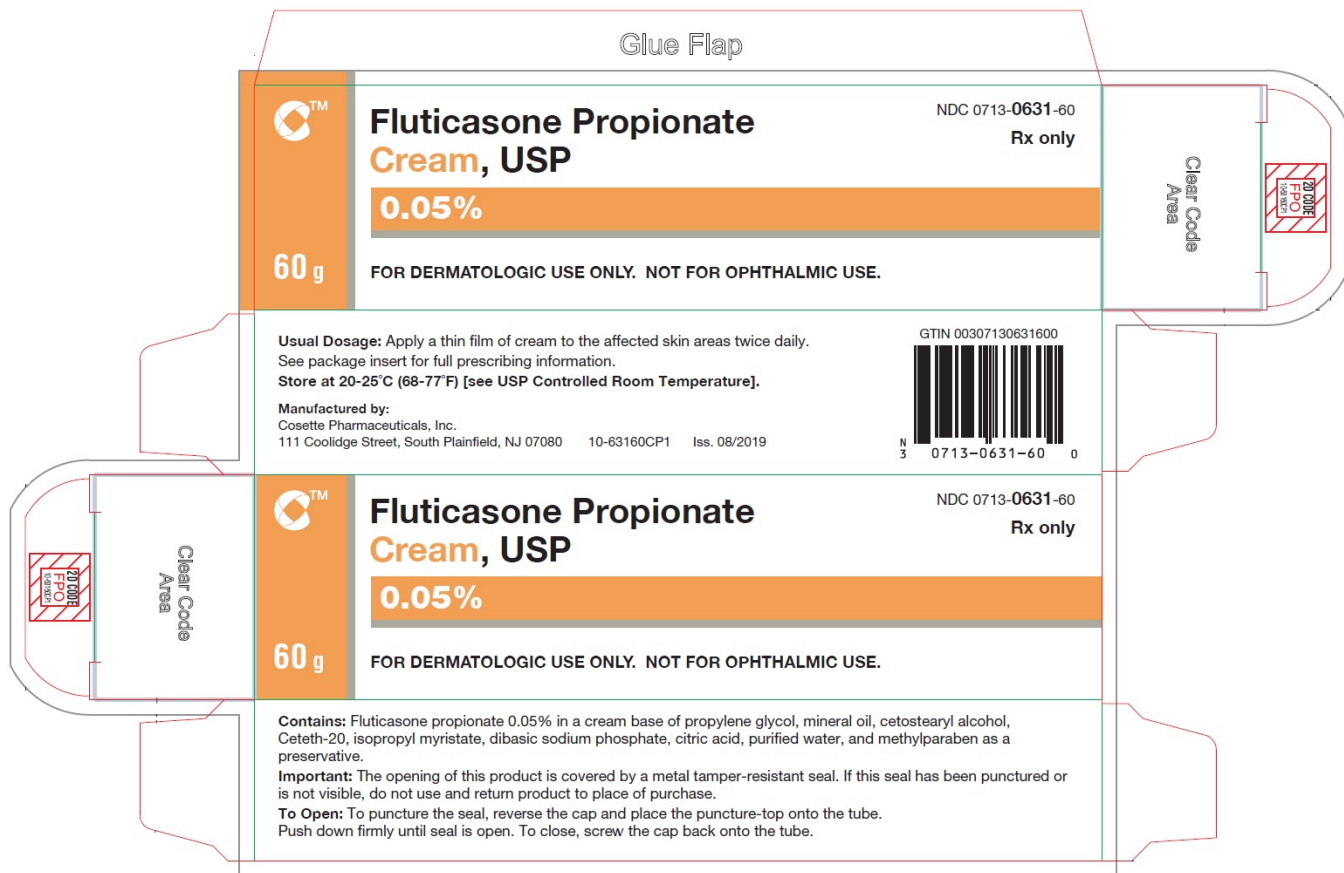 Glue Flap
TM
Fluticasone Propionate
Cream, USP
0.05%
60 g
NDC 0713-0631-60
Rx only
FOR DERMATOLOGIC USE ONLY. NOT FOR OPHTHALMIC USE.
Clear Code
Area
2D CODE
FPO
10-63160CP1
Usual Dosage: Apply a thin film of cream to the affected skin areas twice daily.
See package insert for full prescribing information.
Store at 20-25˚C (68-77˚F) [see USP Controlled Room Temperature].
Manufactured by:
Cosette Pharmaceuticals, Inc.
111 Coolidge Street, South Plainfield, NJ 07080 10-63160CP1 Iss. 08/2019
GTIN 00307130631600
N
3 0713-0631-60 0
2D CODE
FPO
10-63160CP1
Clear Code
Area
TM
Fluticasone Propionate
Cream, USP
0.05%
60 g
NDC 0713-0631-60
Rx only
FOR DERMATOLOGIC USE ONLY. NOT FOR OPHTHALMIC USE.
Contains: Fluticasone propionate 0.05% in a cream base of propylene glycol, mineral oil, cetostearyl alcohol,
Ceteth-20, isopropyl myristate, dibasic sodium phosphate, citric acid, purified water, and methylparaben as a
preservative.
Important: The opening of this product is covered by a metal tamper-resistant seal. If this seal has been punctured or
is not visible, do not use and return product to place of purchase.
To Open: To puncture the seal, reverse the cap and place the puncture-top onto the tube.
Push down firmly until seal is open. To close, screw the cap back onto the tube.